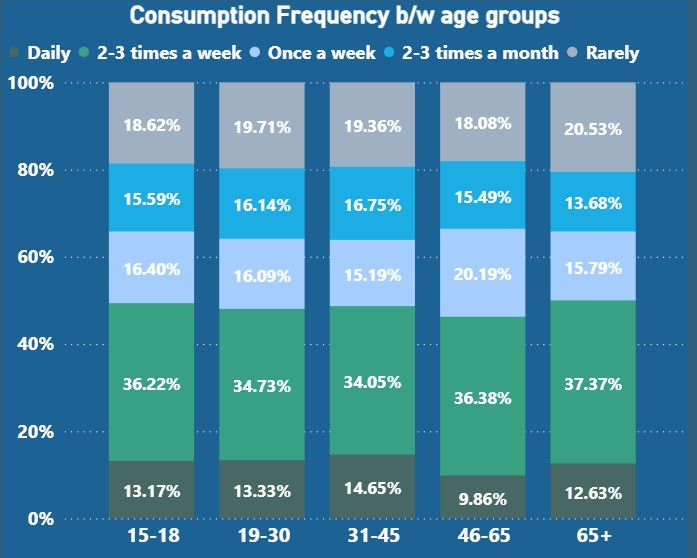 Consumption Frequency b/w age groups
Daily 2-3 times a week Once a week 2-3 times a month Rarely
100%
18.62% 19.71% 19.36% 18.08% 20.53%
80%
15.59% 16.14% 16.75% 15.49% 13.68%
60%
16.40% 16.09% 15.19% 20.19% 15.79%
40%
36.22% 34.73% 34.05% 36.38% 37.37%
20%
13.17% 13.33% 14.65% 9.86% 12.63%
0%
15-18 19-30 31-45 46-65 65+